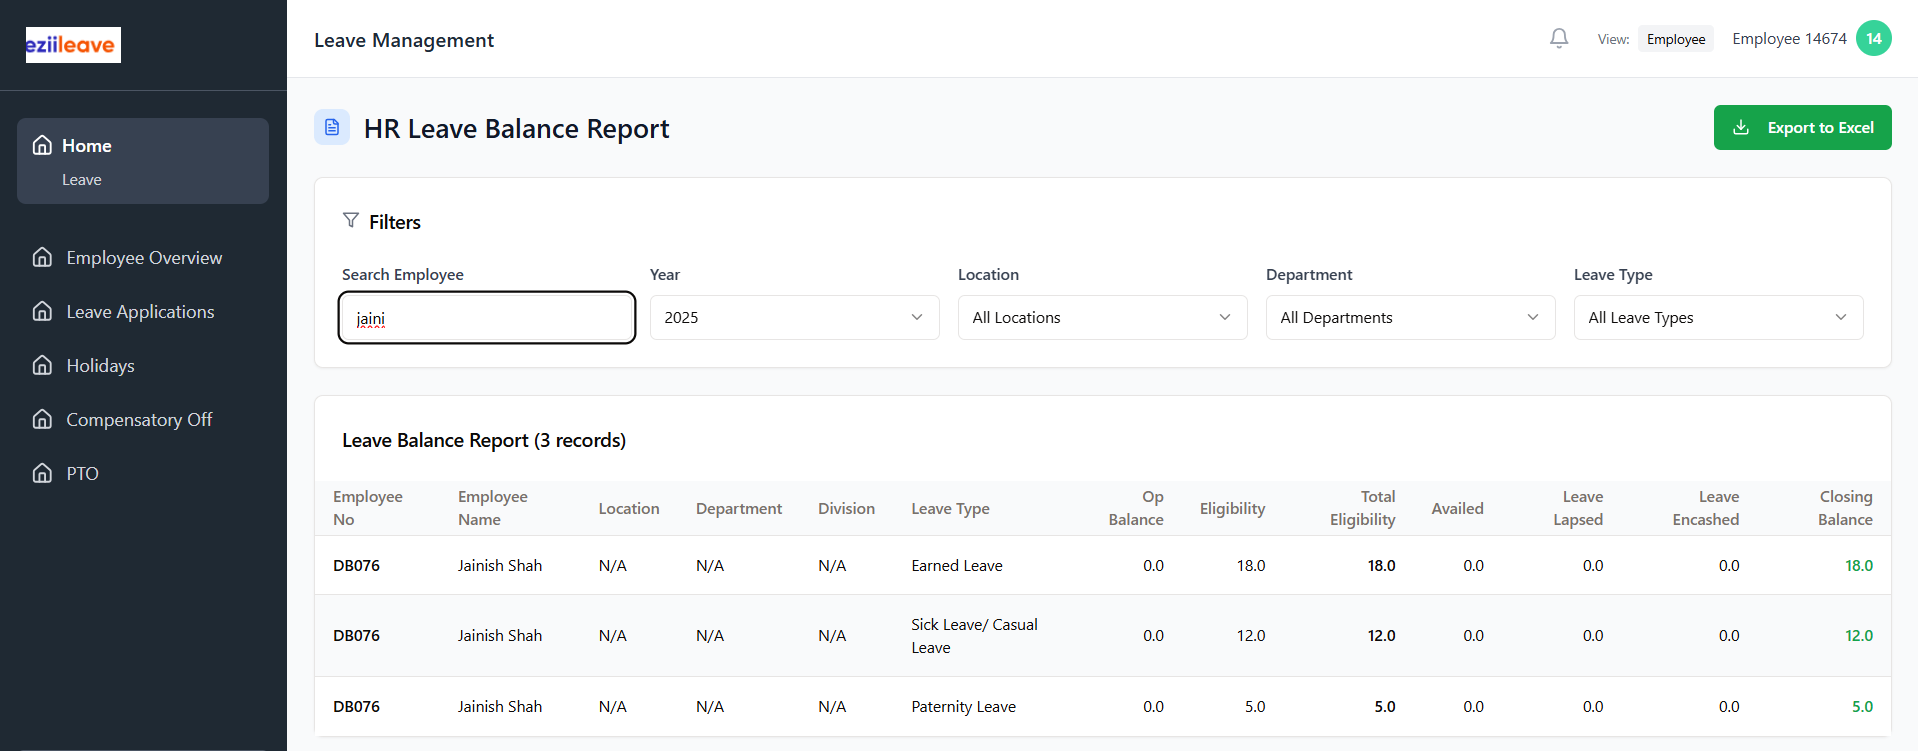 eziileave
Leave Management
View: Employee Employee 14674 14
Home
Leave
Employee Overview
Leave Applications
Holidays
Compensatory Off
PTO
HR Leave Balance Report
Export to Excel
Filters
Search Employee Year Location Department Leave Type
jaini 2025 All Locations All Departments All Leave Types
Leave Balance Report (3 records)
Employee No Employee Name Location Department Division Leave Type Op Balance Eligibility Total Eligibility Availed Leave Lapsed Leave Encashed Closing Balance
DB076 Jainish Shah N/A N/A N/A Earned Leave 0.0 18.0 18.0 0.0 0.0 0.0 18.0
DB076 Jainish Shah N/A N/A N/A Sick Leave/ Casual Leave 0.0 12.0 12.0 0.0 0.0 0.0 12.0
DB076 Jainish Shah N/A N/A N/A Paternity Leave 0.0 5.0 5.0 0.0 0.0 0.0 5.0